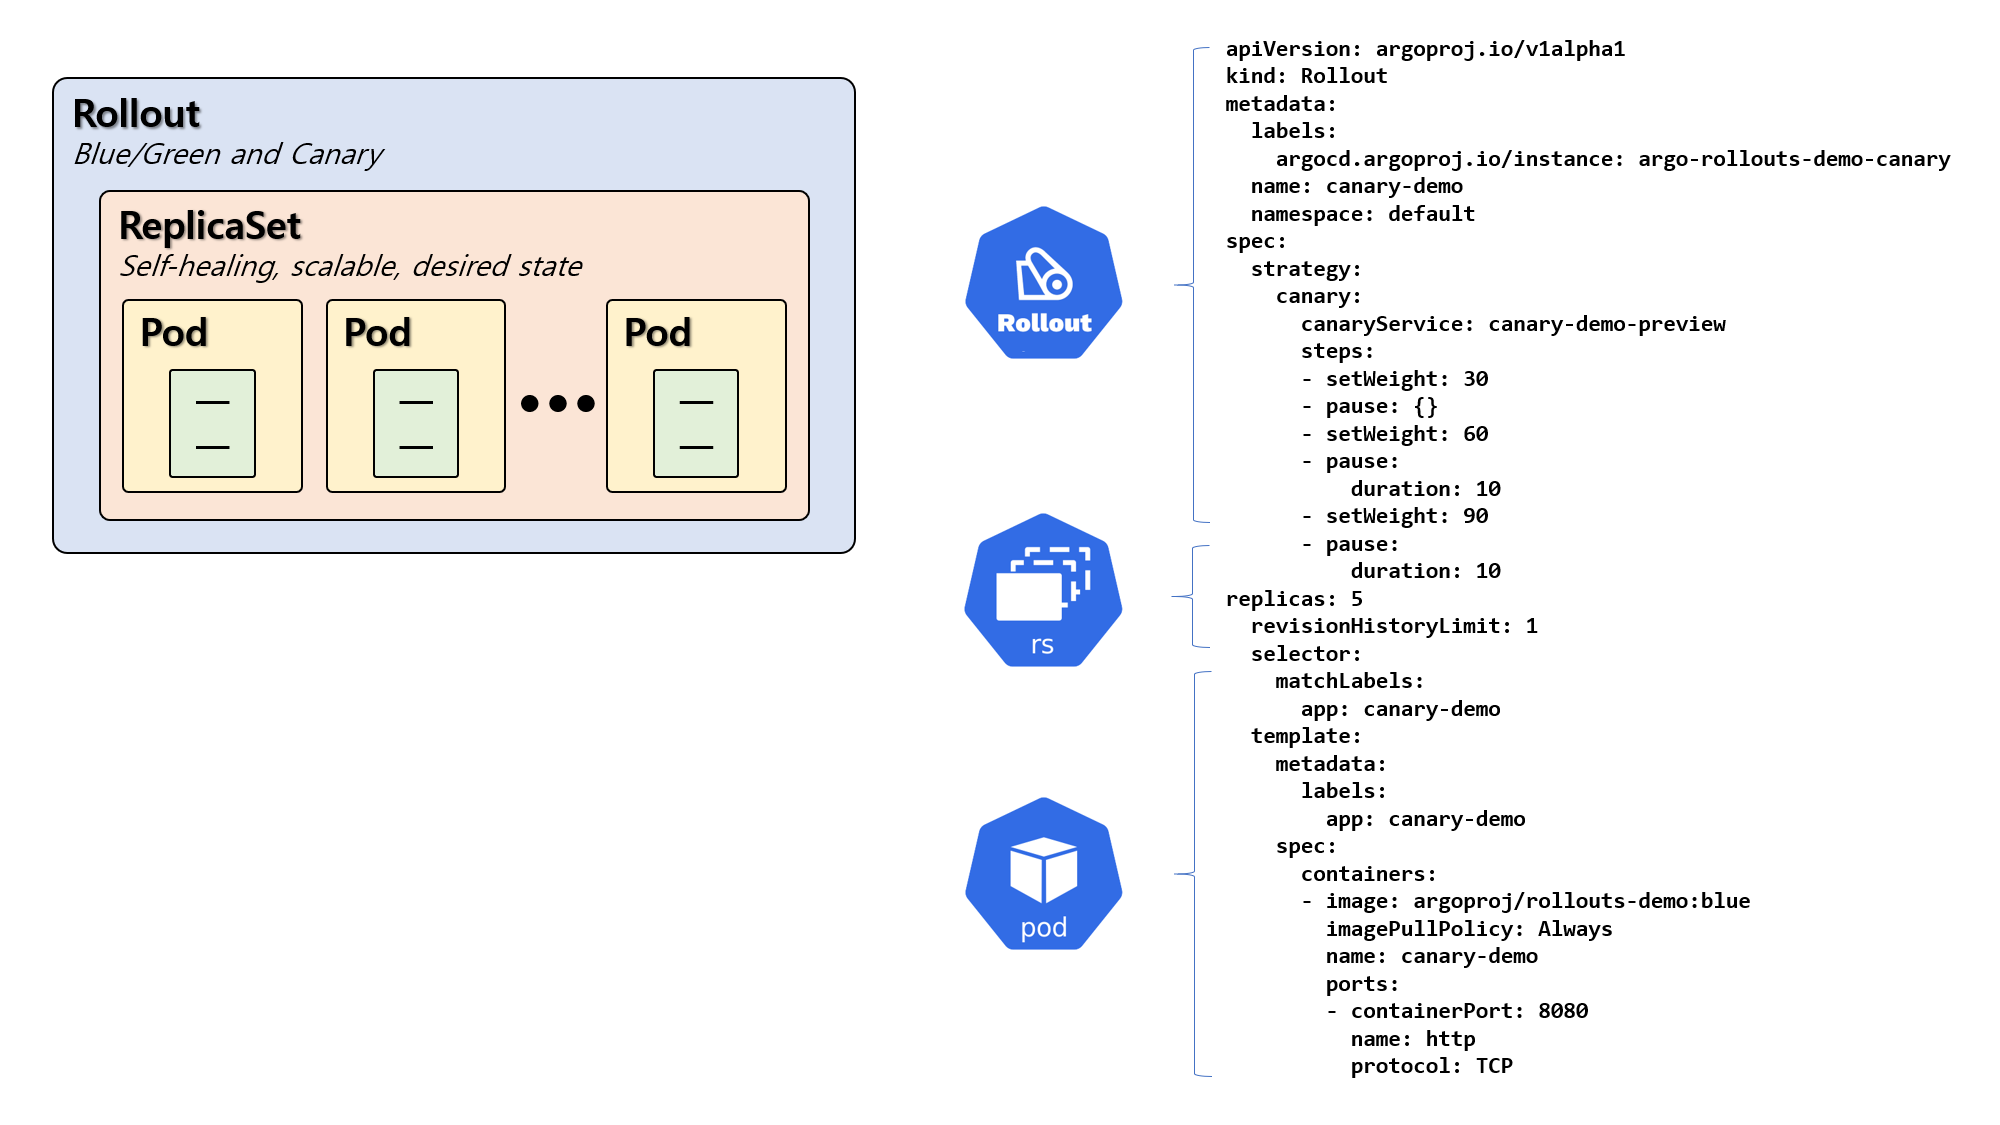 Rollout
Blue/Green and Canary
ReplicaSet
Self-healing, scalable, desired state
Pod
Pod
Pod
Rollout
rs
pod
apiVersion: argoproj.io/v1alpha1
kind: Rollout
metadata:
  labels:
    argocd.argoproj.io/instance: argo-rollouts-demo-canary
  name: canary-demo
  namespace: default
spec:
  strategy:
    canary:
      canaryService: canary-demo-preview
      steps:
      - setWeight: 30
      - pause: {}
      - setWeight: 60
      - pause:
          duration: 10
      - setWeight: 90
      - pause:
          duration: 10
replicas: 5
  revisionHistoryLimit: 1
  selector:
    matchLabels:
      app: canary-demo
  template:
    metadata:
      labels:
        app: canary-demo
    spec:
      containers:
      - image: argoproj/rollouts-demo:blue
        imagePullPolicy: Always
        name: canary-demo
        ports:
        - containerPort: 8080
          name: http
          protocol: TCP